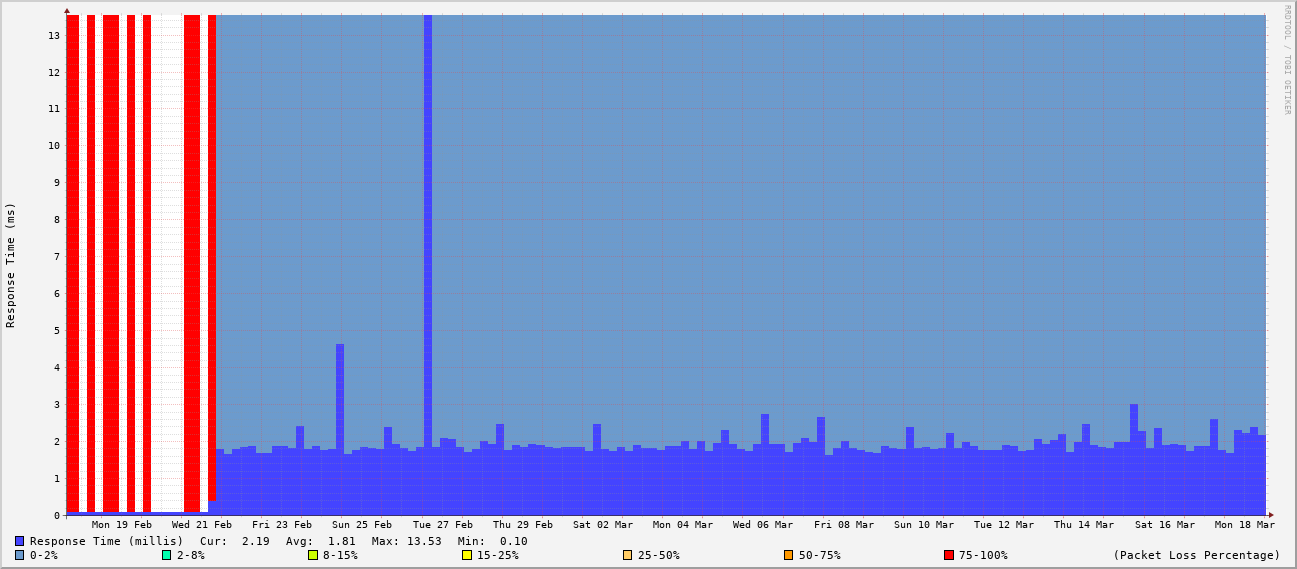 RRDTOOL / TOBI OETIKER
Response Time (ms)
13
12
11
10
9
8
7
6
5
4
3
2
1
0
Mon 19 Feb Wed 21 Feb Fri 23 Feb Sun 25 Feb Tue 27 Feb Thu 29 Feb Sat 02 Mar Mon 04 Mar Wed 06 Mar Fri 08 Mar Sun 10 Mar Tue 12 Mar Thu 14 Mar Sat 16 Mar Mon 18 Mar
Response Time (millis) Cur: 2.19 Avg: 1.81 Max: 13.53 Min: 0.10
0-2% 2-8% 8-15% 15-25% 25-50% 50-75% 75-100% (Packet Loss Percentage)